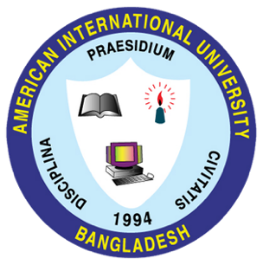 AMERICAN INTERNATIONAL UNIVERSITY
PRAESIDIUM
DISCIPLINA
CIVITATIS
1994
BANGLADESH